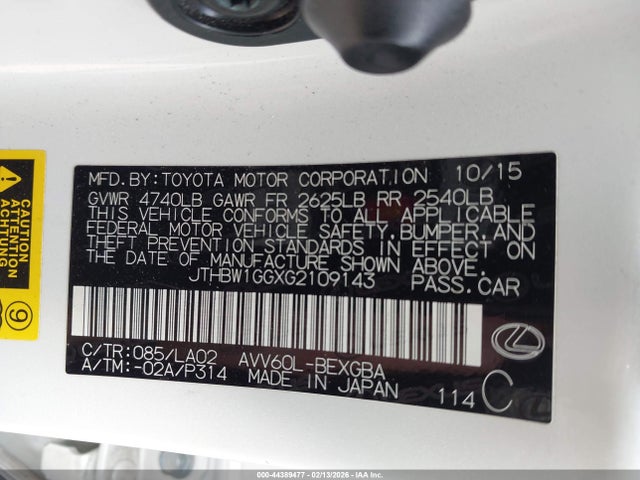 MFD.BY:TOYOTA MOTOR CORPORATION 10/15
GVWR 4740LB GAWR FR 2625LB RR 2540LB
THIS VEHICLE CONFORMS TO ALL APPLICABLE
FEDERAL MOTOR VEHICLE SAFETY,BUMPER,AND
THEFT PREVENTION STANDARDS IN EFFECT ON
THE DATE OF MANUFACTURE SHOWN ABOVE.
JTHBW1GGXG2109143 PASS.CAR
C/TR:085/LA02 AVV60L-BEXGBA
A/TM:-02A/P314 MADE IN JAPAN
114 C
CAUTION
ATTENTION
ACHTUNG
9
000-44389477 - 02/13/2026 - IAAHC343